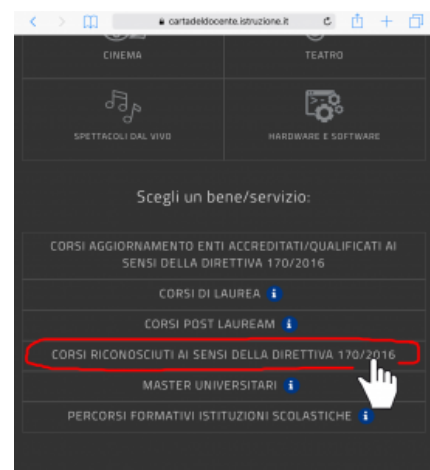 cartadeldocente.istruzione.it
CINEMA
TEATRO
SPETTACOLI DAL VIVO
HARDWARE E SOFTWARE
Scegli un bene/servizio:
CORSI AGGIORNAMENTO ENTI ACCREDITATI/QUALIFICATI AI
SENSI DELLA DIRETTIVA 170/2016
CORSI DI LAUREA i
CORSI POST LAUREAM i
CORSI RICONOSCIUTI AI SENSI DELLA DIRETTIVA 170/2016
MASTER UNIVERSITARI i
PERCORSI FORMATIVI ISTITUZIONI SCOLASTICHE i